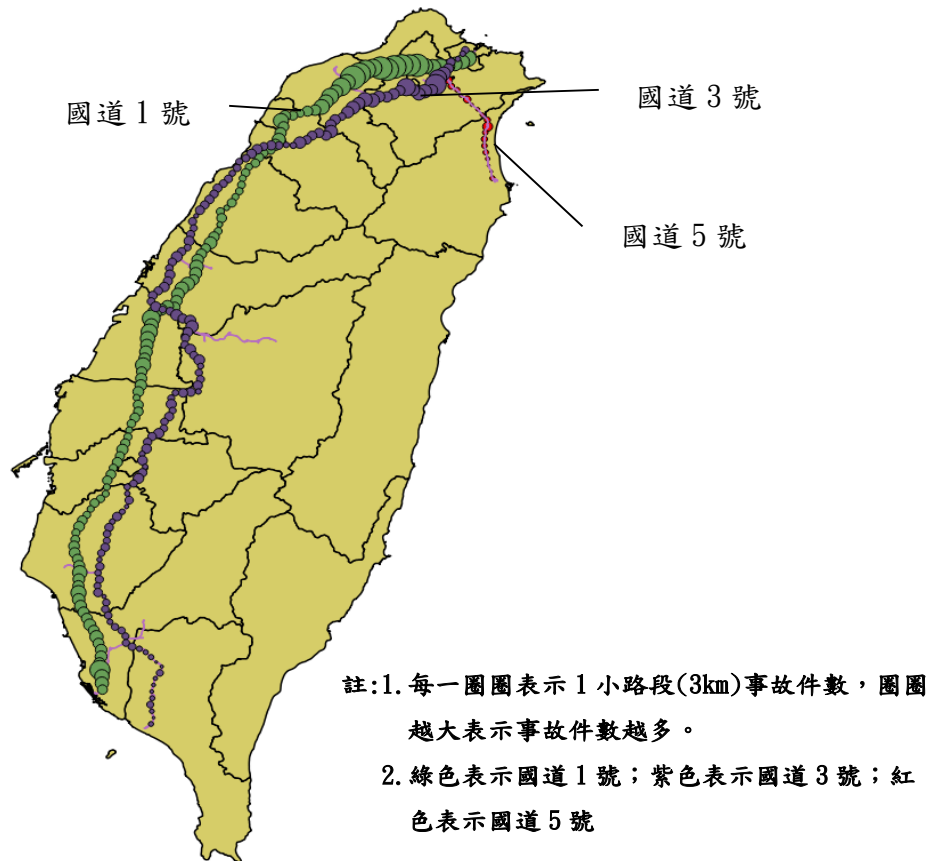 國道 1 號
國道 3 號
國道 5 號
註:1.每一圈圈表示 1 小路段(3km)事故件數，圈圈
越大表示事故件數越多。
2.綠色表示國道 1 號；紫色表示國道 3 號；紅
色表示國道 5 號